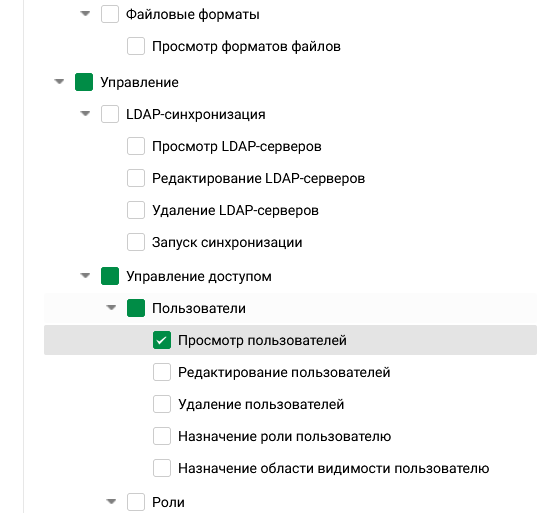 Файловые форматы
Просмотр форматов файлов
Управление
LDAP-синхронизация
Просмотр LDAP-серверов
Редактирование LDAP-серверов
Удаление LDAP-серверов
Запуск синхронизации
Управление доступом
Пользователи
Просмотр пользователей
Редактирование пользователей
Удаление пользователей
Назначение роли пользователю
Назначение области видимости пользователю
Роли